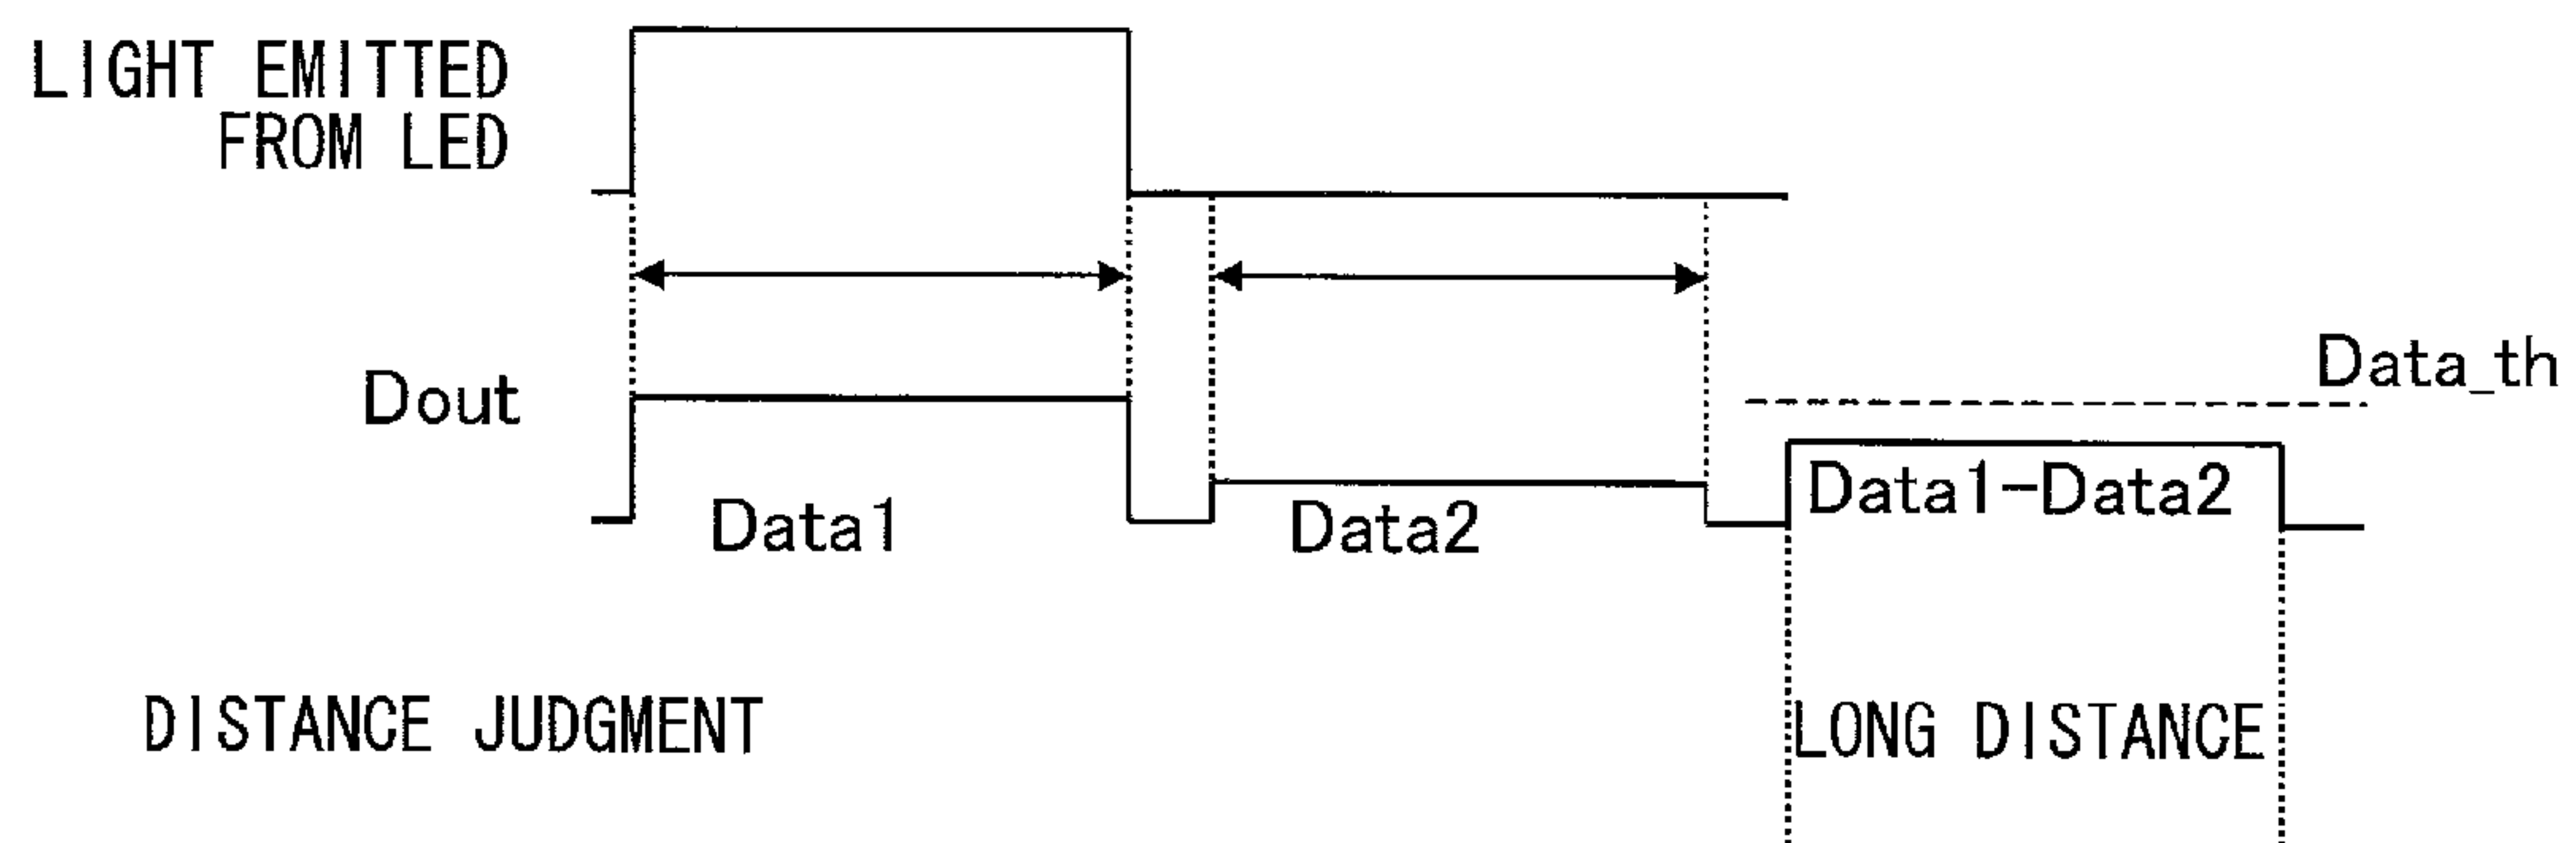 LIGHT EMITTED
FROM LED
Data_th
Dout
Data1-Data2
Data1
Data2
DISTANCE JUDGMENT
LONG DISTANCE